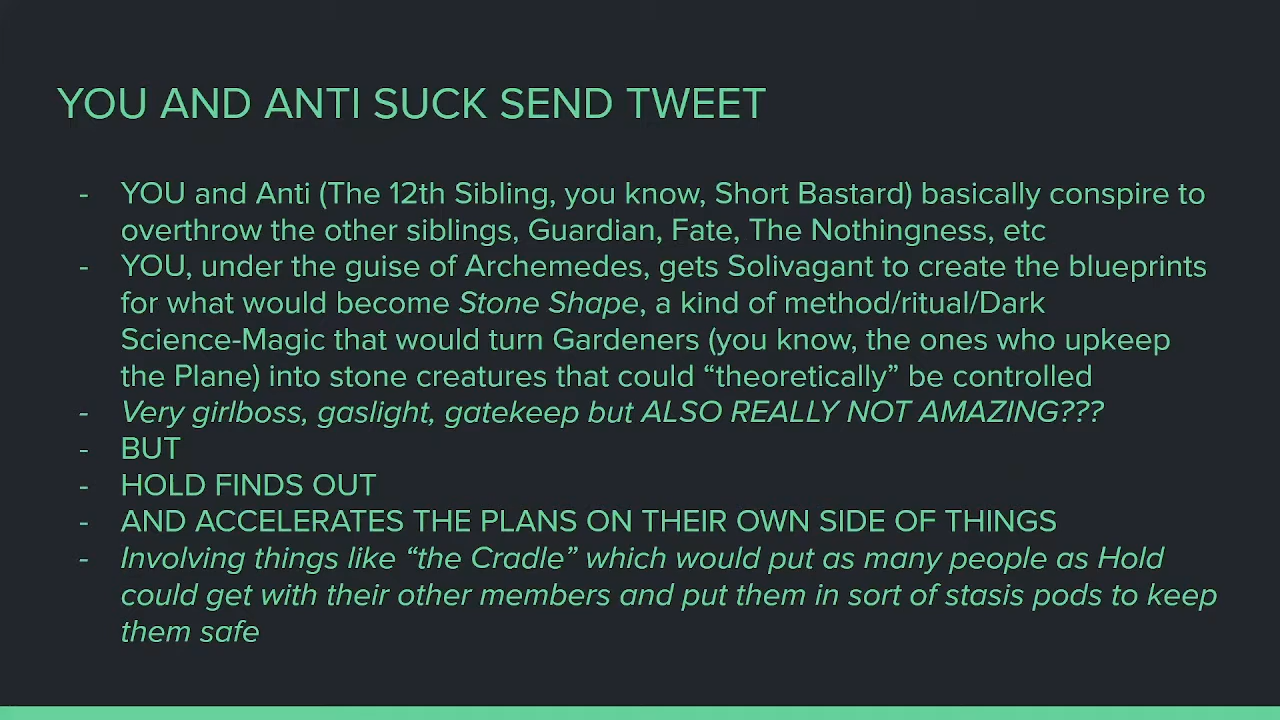 YOU AND ANTI SUCK SEND TWEET
- YOU and Anti (The 12th Sibling, you know, Short Bastard) basically conspire to
overthrow the other siblings, Guardian, Fate, The Nothingness, etc
- YOU, under the guise of Archemedes, gets Solivagant to create the blueprints
for what would become Stone Shape, a kind of method/ritual/Dark
Science-Magic that would turn Gardeners (you know, the ones who upkeep
the Plane) into stone creatures that could “theoretically” be controlled
- Very girlboss, gaslight, gatekeep but ALSO REALLY NOT AMAZING???
- BUT
- HOLD FINDS OUT
- AND ACCELERATES THE PLANS ON THEIR OWN SIDE OF THINGS
- Involving things like “the Cradle” which would put as many people as Hold
could get with their other members and put them in sort of stasis pods to keep
them safe